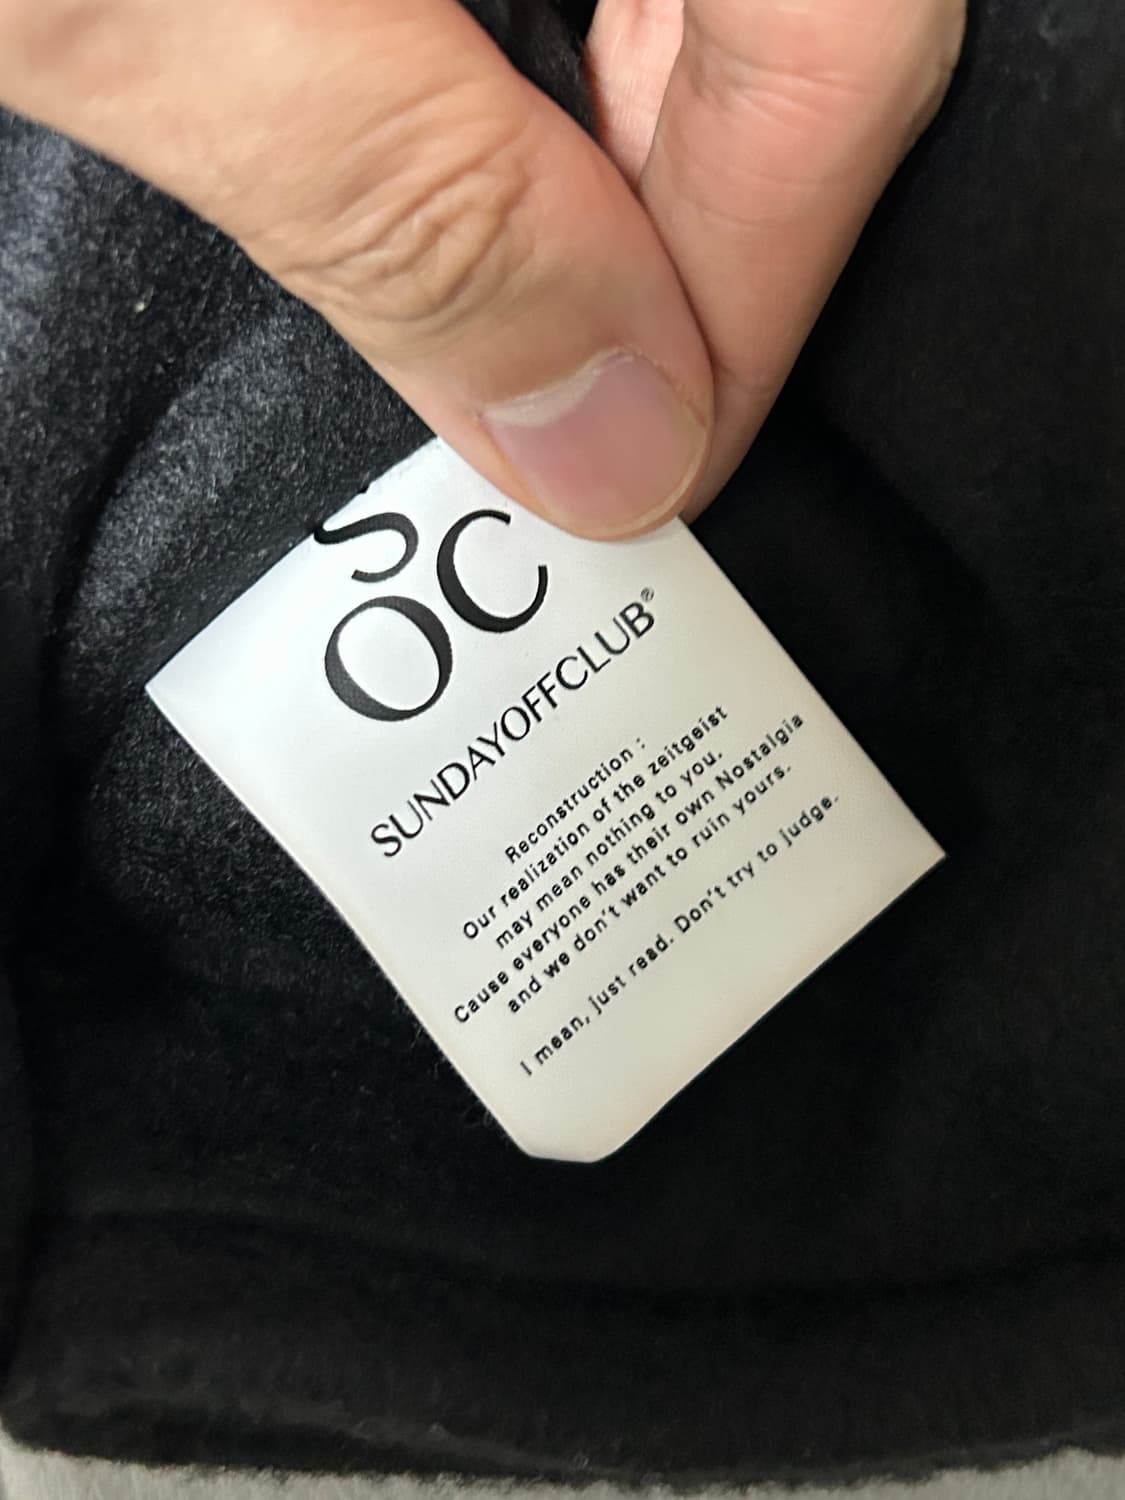 S
OC
SUNDAYOFFCLUB®
Reconstruction :
Our realization of the zeitgeist
may mean nothing to you.
Cause everyone has their own Nostalgia
and we don't want to ruin yours.
I mean, just read. Don't try to judge.